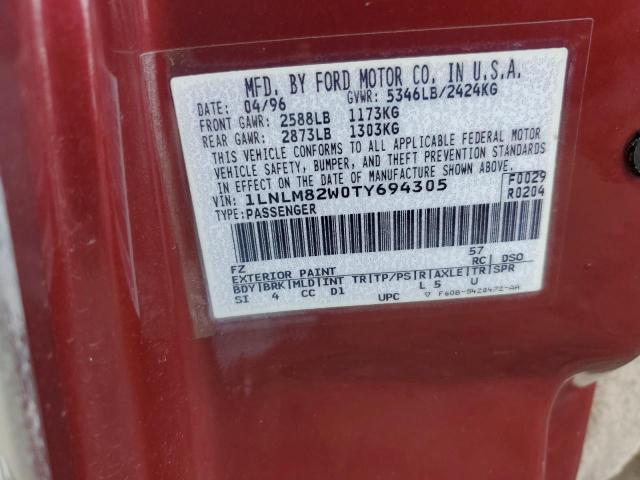 MFD. BY FORD MOTOR CO. IN U.S.A.
DATE: 04/96 GVWR: 5346LB/2424KG
FRONT GAWR: 2588LB 1173KG
REAR GAWR: 2873LB 1303KG
THIS VEHICLE CONFORMS TO ALL APPLICABLE FEDERAL MOTOR
VEHICLE SAFETY, BUMPER, AND THEFT PREVENTION STANDARDS
IN EFFECT ON THE DATE OF MANUFACTURE SHOWN ABOVE.
VIN: 1LNLM82W0TY694305 F0029
TYPE: PASSENGER R0204
FZ 57
EXTERIOR PAINT RC DSO
BDY BRK MLD INT TR TP/PS R AXLE TR SPR
SI 4 CC D1 L 5 U
UPC